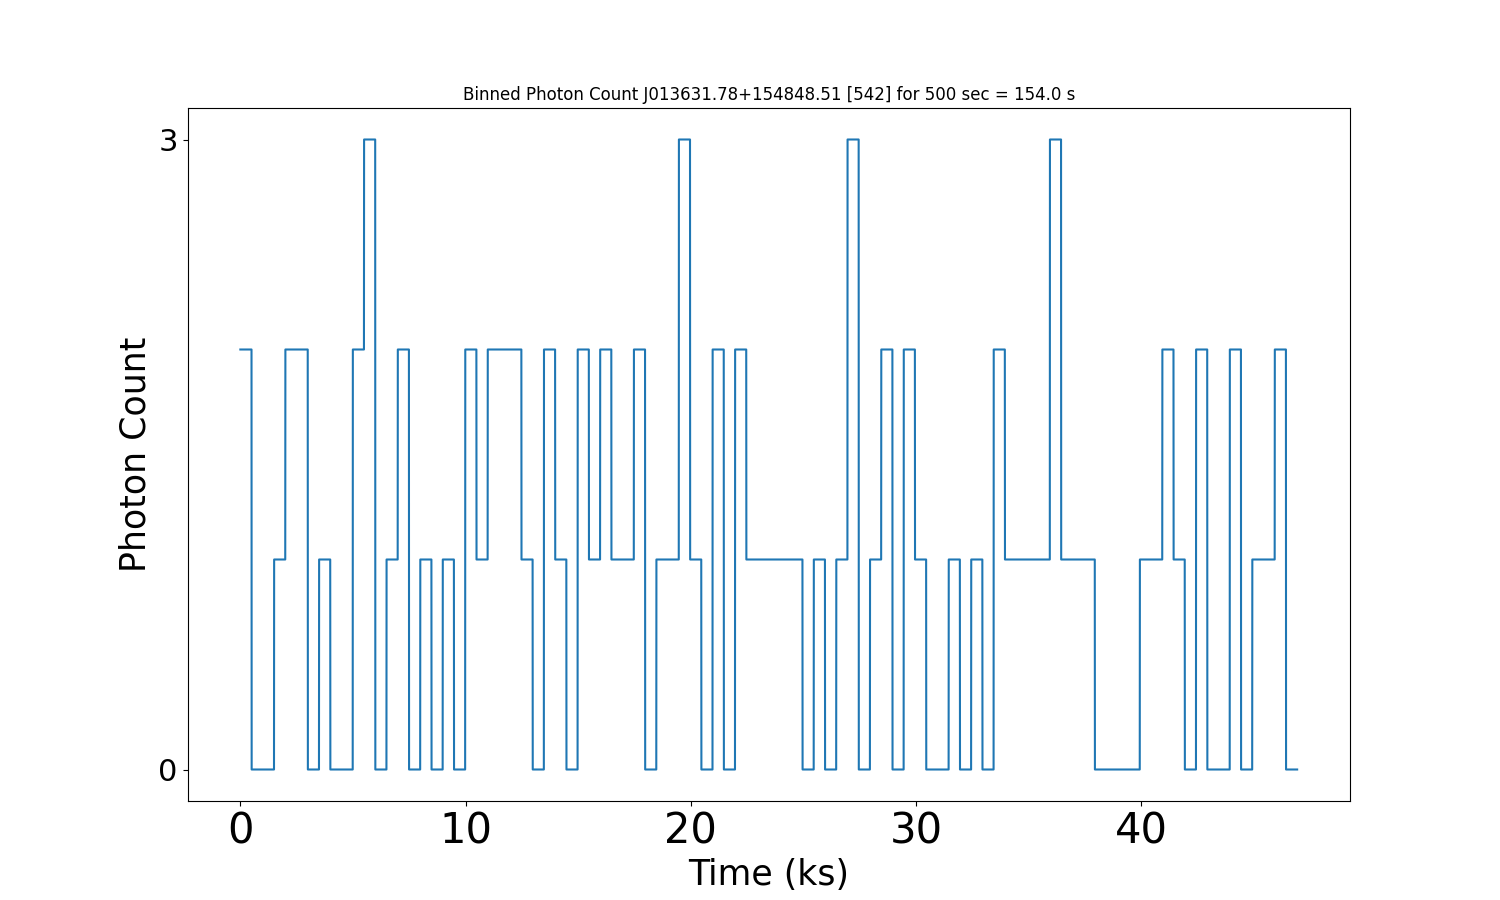 Binned Photon Count J013631.78+154848.51 [542] for 500 sec = 154.0 s
3
Photon Count
0
0 10 20 30 40
Time (ks)